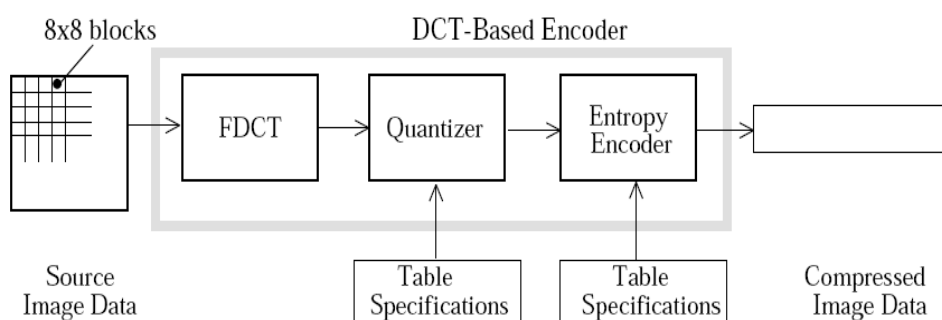 8x8 blocks
DCT-Based Encoder
FDCT
Quantizer
Entropy
Encoder
Source
Image Data
Table
Specifications
Table
Specifications
Compressed
Image Data